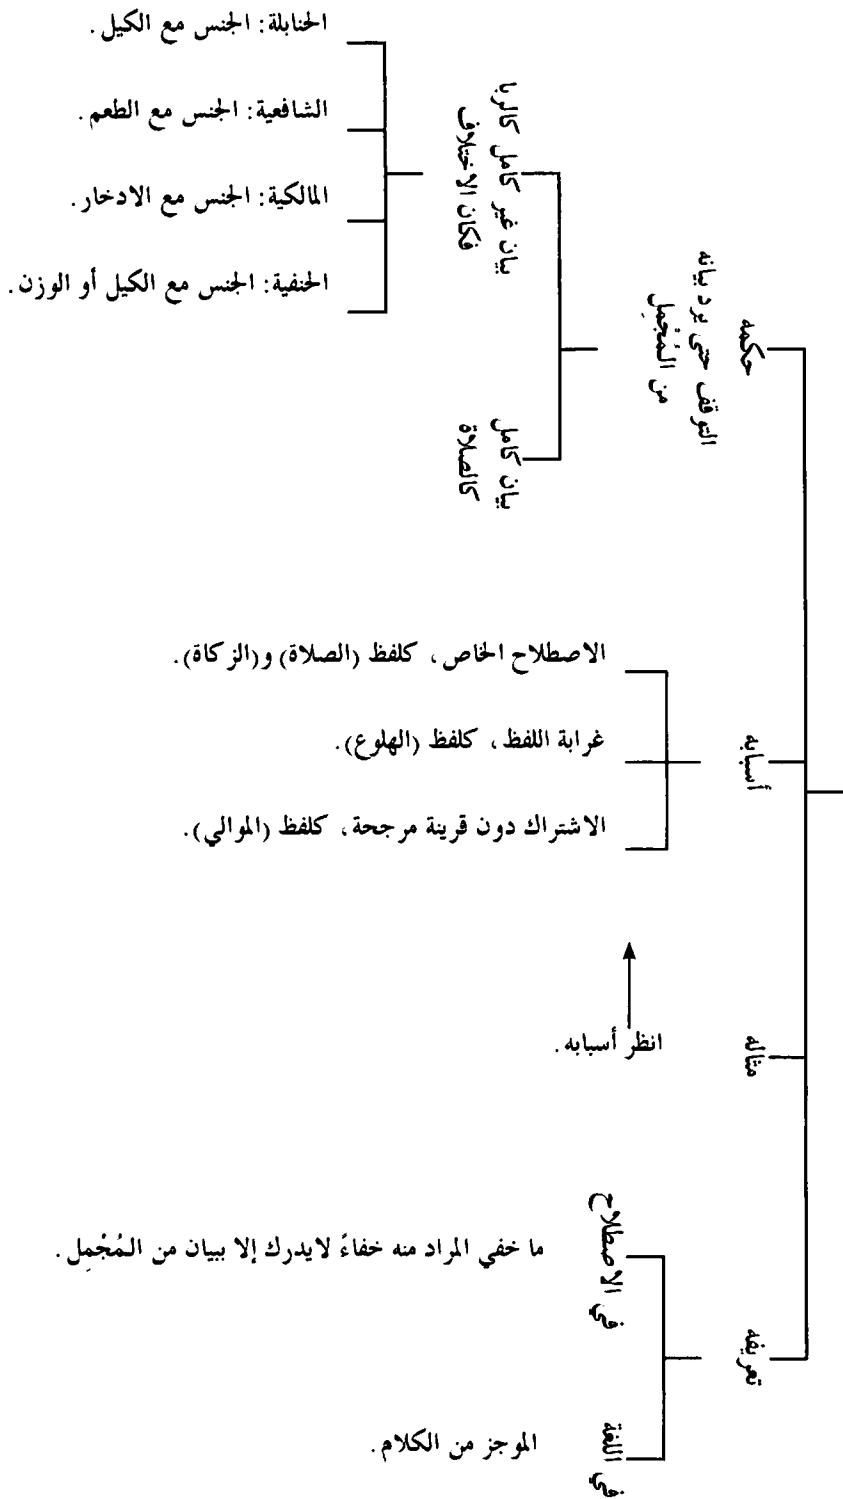 الحنابلة: الجنس مع الكيل.
الشافعية: الجنس مع الطعم.
المالكية: الجنس مع الادخار.
الحنفية: الجنس مع الكيل أو الوزن.
بيان غير كامل كالربا
فكان الاختلاف
بيان كامل
كالصلاة
حكمه
التوقف حتى يرد بيانه
من المُجْمِل
الاصطلاح الخاص، كلفظ (الصلاة) و(الزكاة).
غرابة اللفظ، كلفظ (الهلوع).
الاشتراك دون قرينة مرجحة، كلفظ (الموالي).
أسبابه
انظر أسبابه.
مثاله
في الاصطلاح
ما خفي المراد منه خفاءً لايدرك إلا ببيان من المُجْمِل.
تعريفه
في اللغة
الموجز من الكلام.